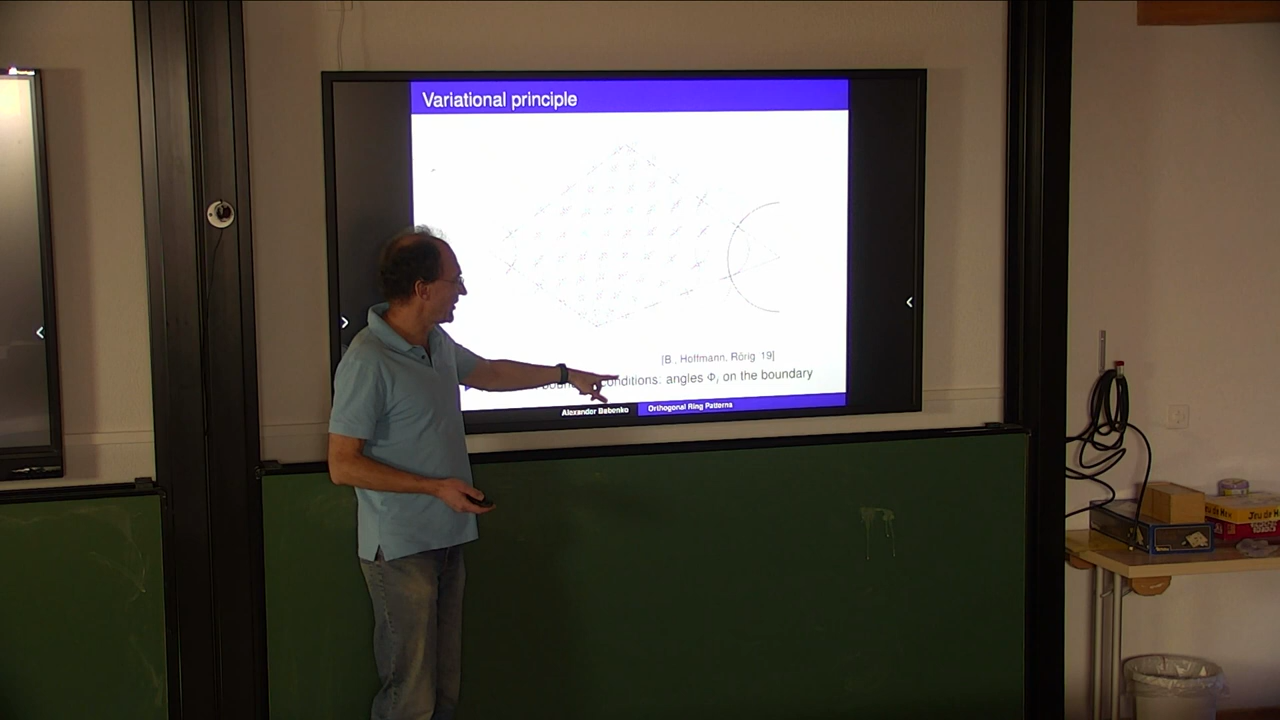 Variational principle
[B., Hoffmann, Rörig '19]
conditions: angles Φᵢ on the boundary
Alexander Bobenko
Orthogonal Ring Patterns